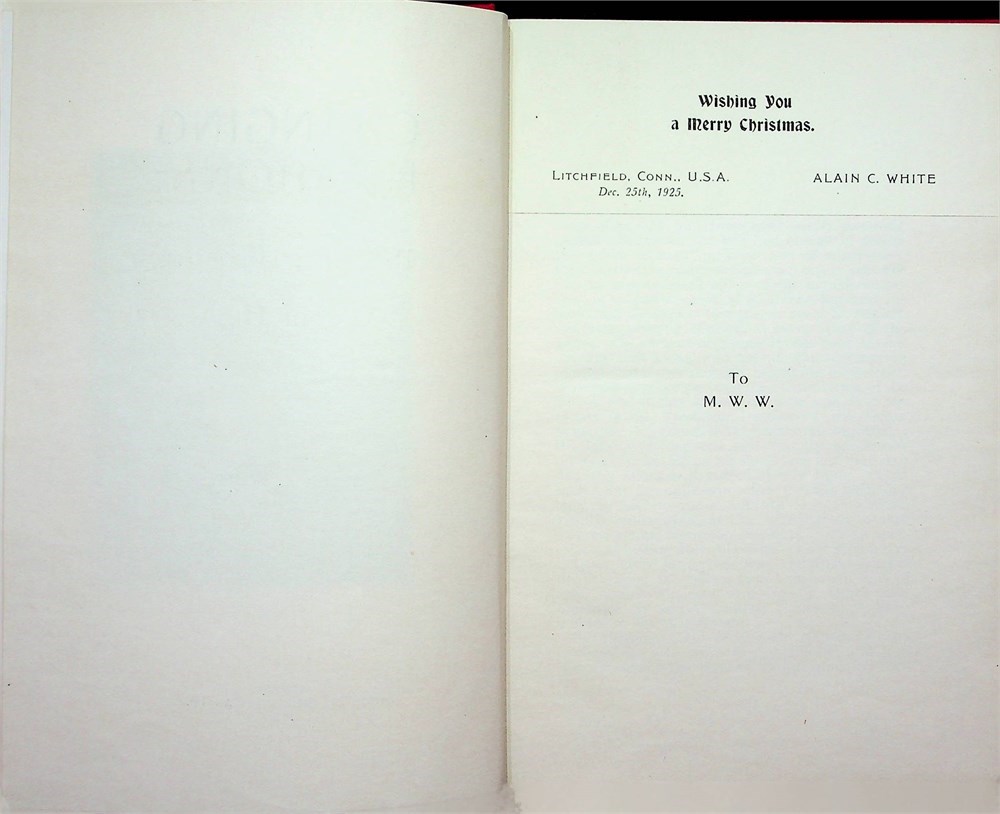 Wishing You
a Merry Christmas.
LITCHFIELD, CONN., U.S.A.
Dec. 25th, 1925.
ALAIN C. WHITE
To
M. W. W.